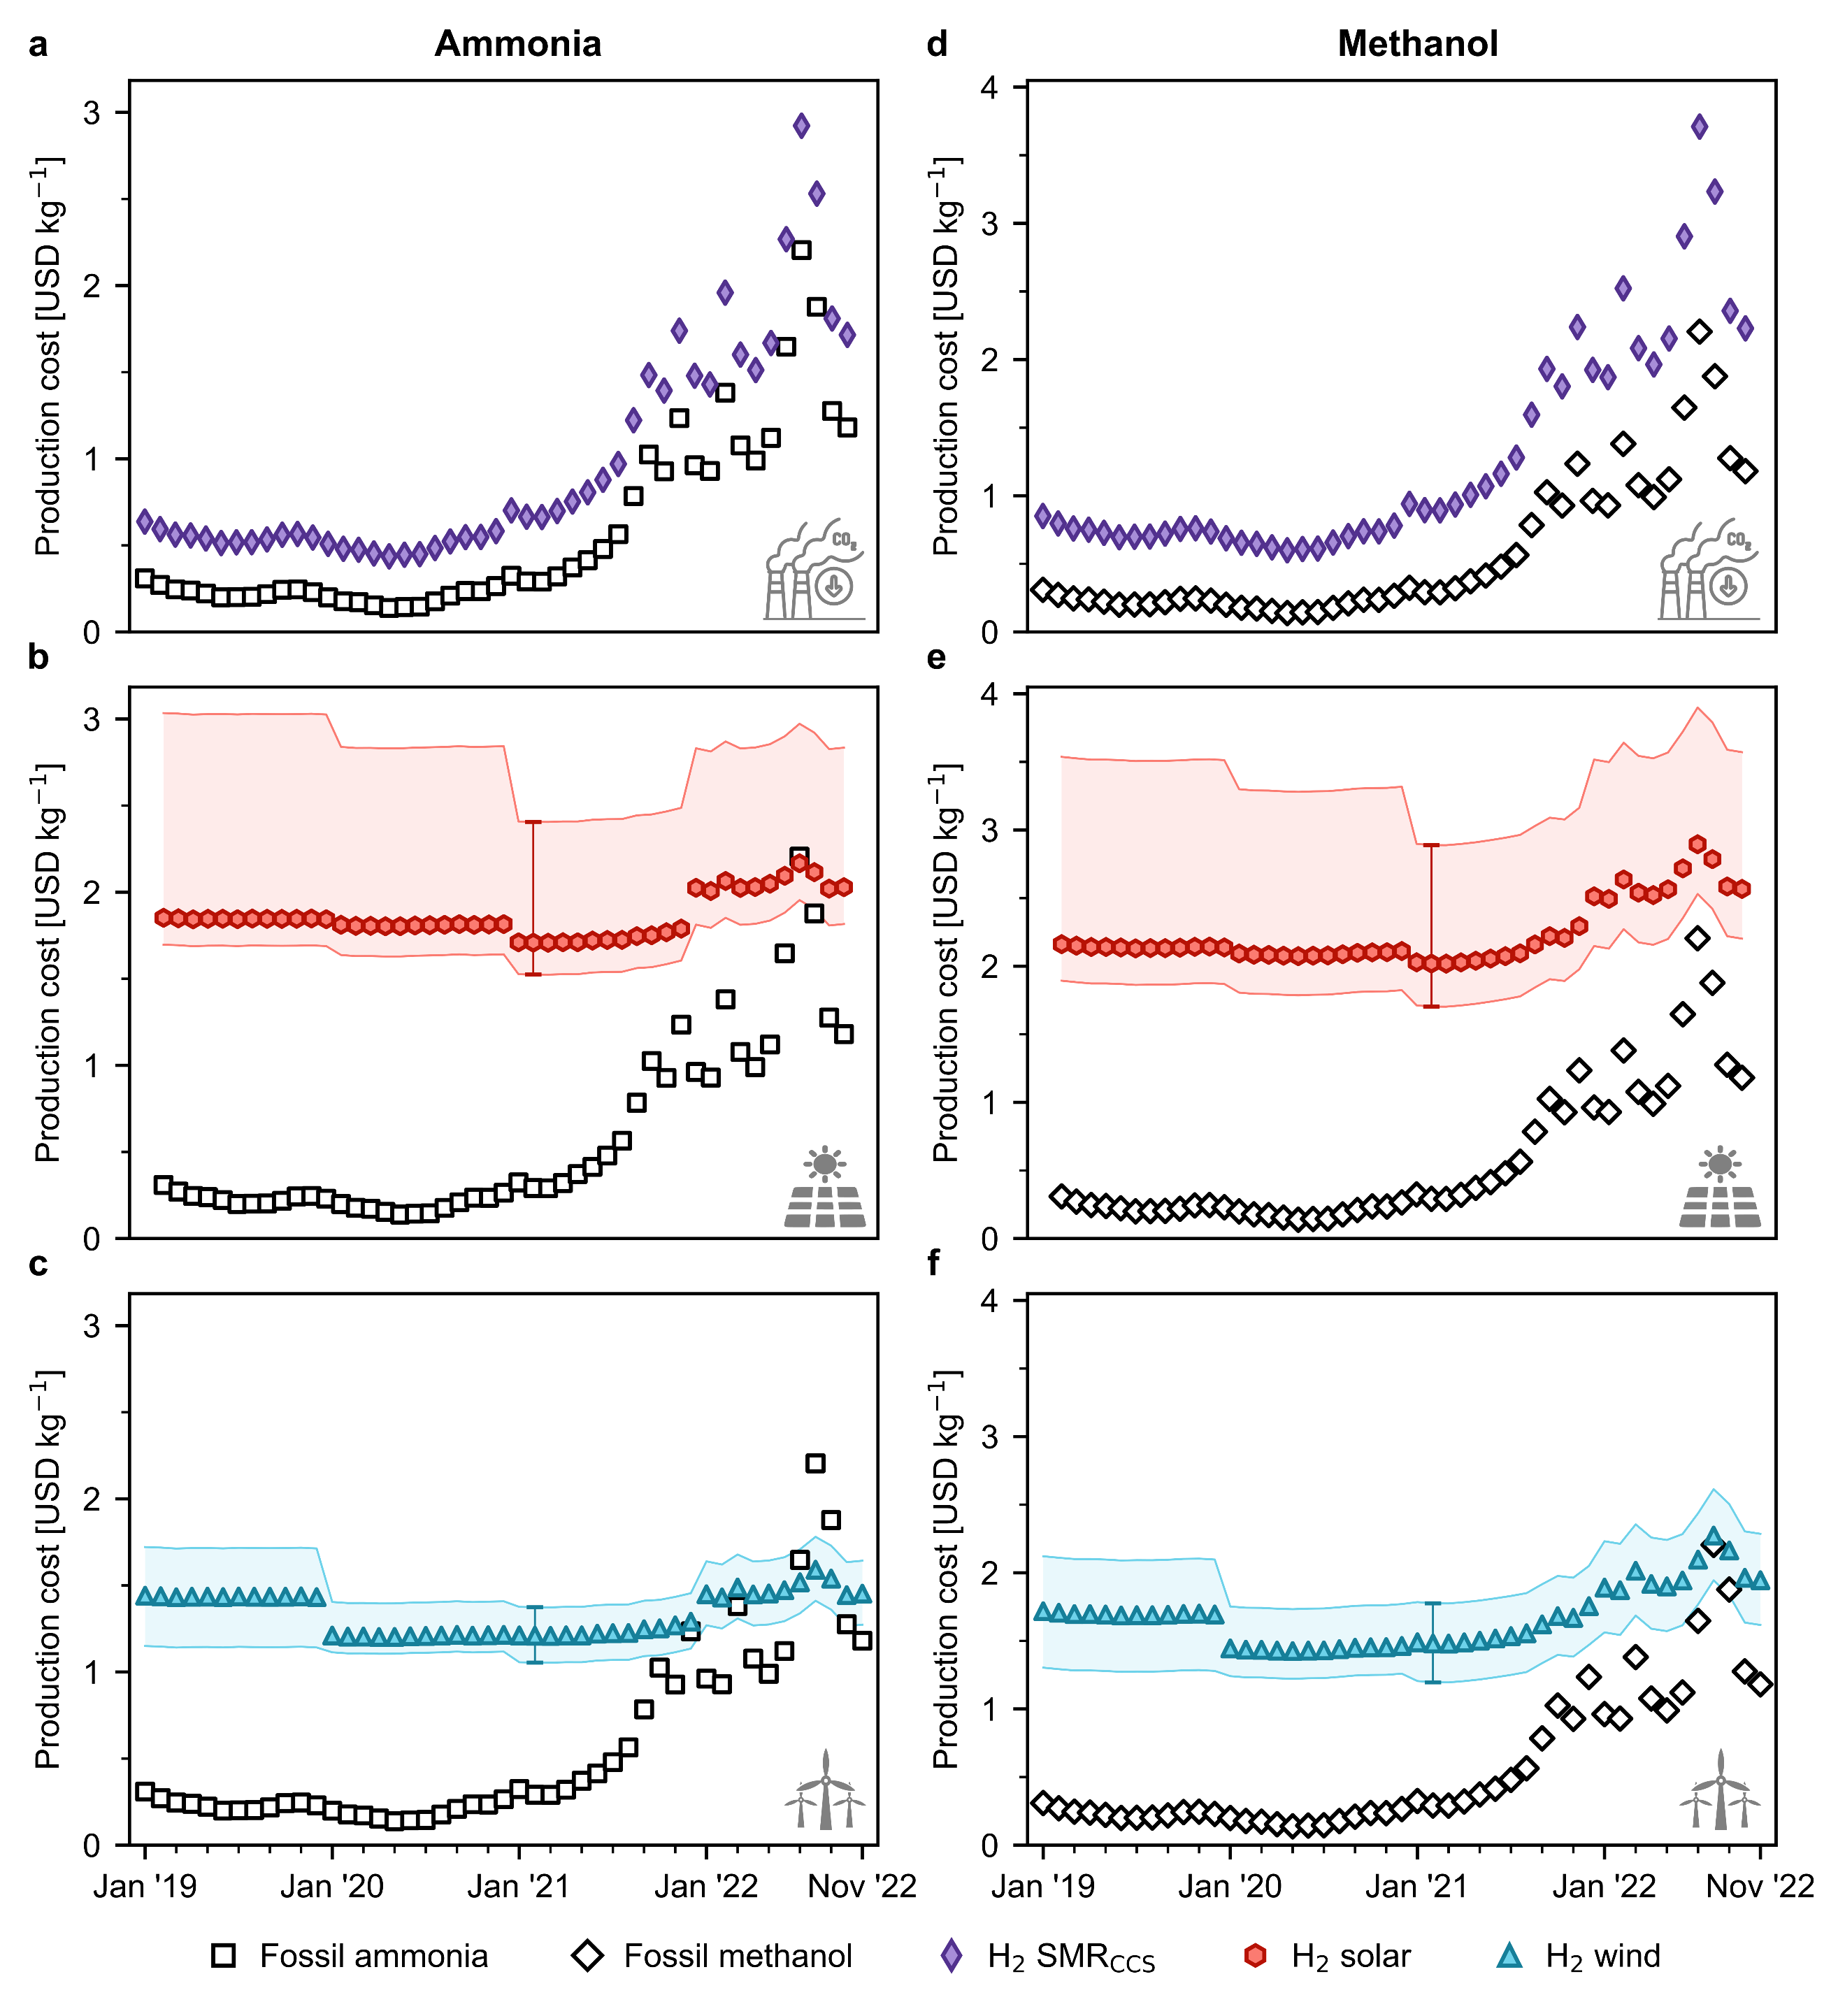 a Ammonia
Production cost [USD kg⁻¹]
3
2
1
0
CO₂
d Methanol
Production cost [USD kg⁻¹]
4
3
2
1
0
CO₂
b
Production cost [USD kg⁻¹]
3
2
1
0
e
Production cost [USD kg⁻¹]
4
3
2
1
0
c
Production cost [USD kg⁻¹]
3
2
1
0
Jan '19 Jan '20 Jan '21 Jan '22 Nov '22
f
Production cost [USD kg⁻¹]
4
3
2
1
0
Jan '19 Jan '20 Jan '21 Jan '22 Nov '22
Fossil ammonia Fossil methanol H₂ SMR_CCS H₂ solar H₂ wind